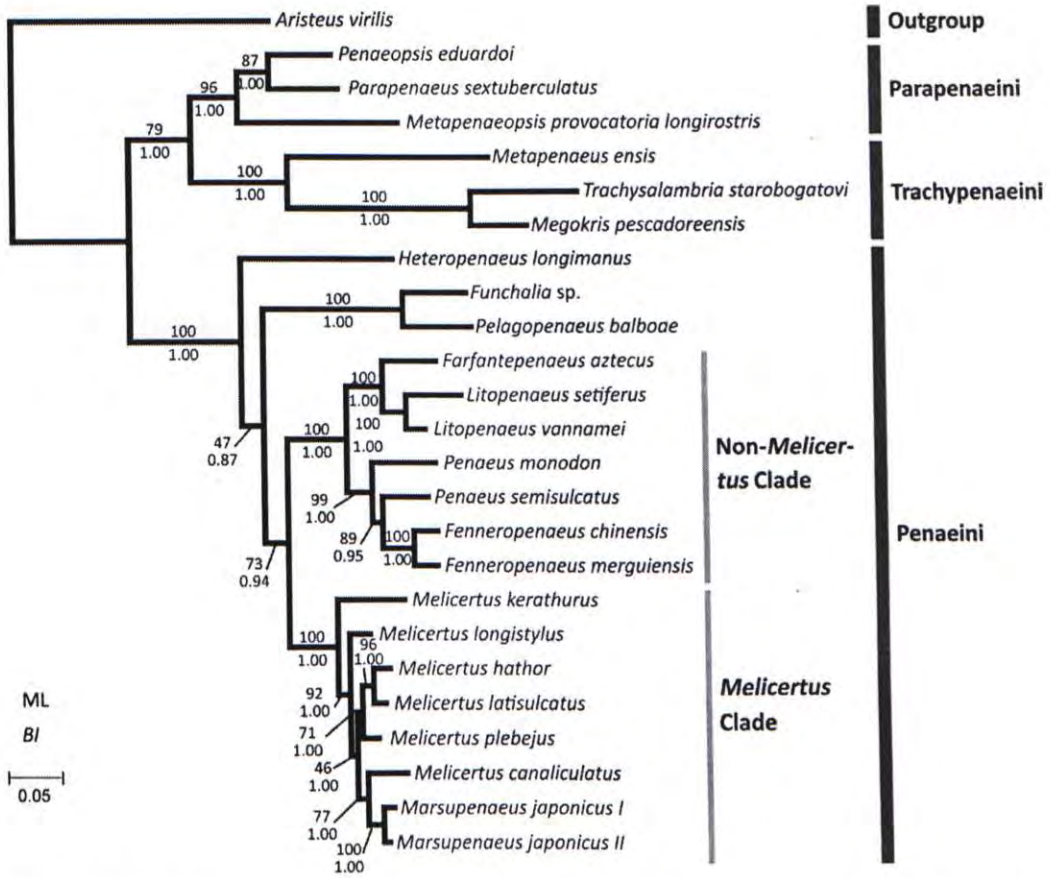 Aristeus virilis
Outgroup
Penaeopsis eduardoi
87
1.00
Parapenaeus sextuberculatus
96
1.00
Parapenaeini
Metapenaeopsis provocatoria longirostris
79
1.00
Metapenaeus ensis
100
1.00
Trachysalambria starobogatovi
100
1.00
Trachypenaeini
Megokris pescadoreensis
Heteropenaeus longimanus
Funchalia sp.
100
1.00
Pelagopenaeus balboae
100
1.00
Farfantepenaeus aztecus
100
1.00
Litopenaeus setiferus
100
1.00
Litopenaeus vannamei
100
1.00
47
0.87
Penaeus monodon
Non-Melicer-
tus Clade
99
1.00
Penaeus semisulcatus
89
0.95
Fenneropenaeus chinensis
100
1.00
Penaeini
Fenneropenaeus merguiensis
73
0.94
Melicertus kerathurus
100
1.00
Melicertus longistylus
96
1.00
Melicertus hathor
92
1.00
Melicertus latisulcatus
Melicertus
Clade
71
1.00
Melicertus plebejus
46
1.00
Melicertus canaliculatus
77
1.00
Marsupenaeus japonicus I
Marsupenaeus japonicus II
100
1.00
ML
BI
0.05